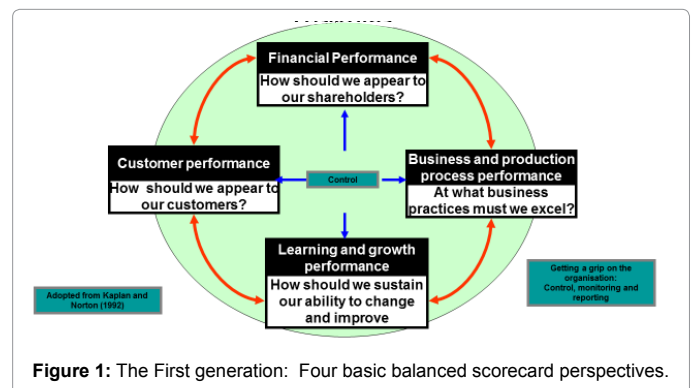 Financial Performance
How should we appear to
our shareholders?
Customer performance
How should we appear to
our customers?
Control
Business and production
process performance
At what business
practices must we excel?
Learning and growth
performance
How should we sustain
our ability to change
and improve
Adopted from Kaplan and
Norton (1992)
Getting a grip on the
organisation:
Control, monitoring and
reporting
Figure 1: The First generation: Four basic balanced scorecard perspectives.